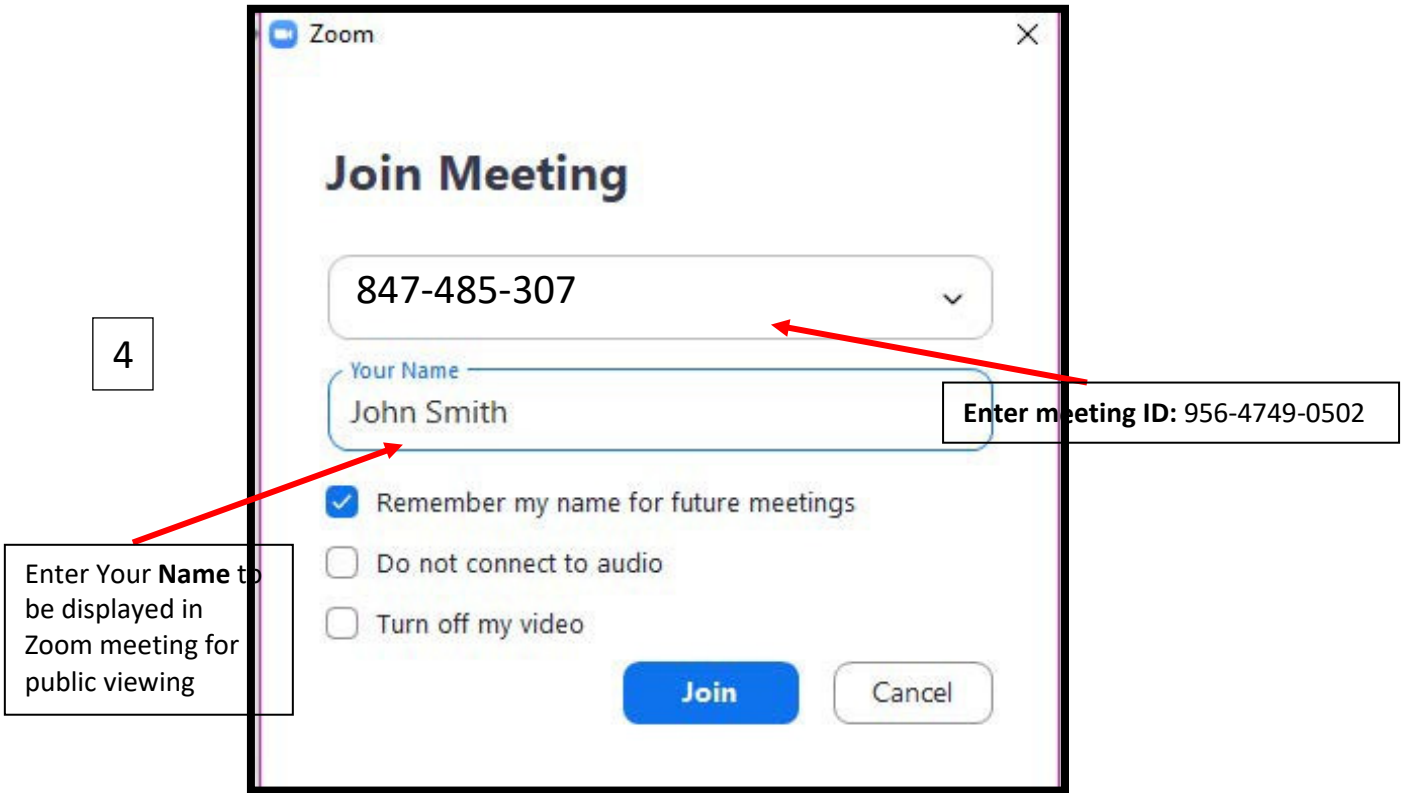 Zoom
Join Meeting
847-485-307
4
Your Name
John Smith
Enter meeting ID: 956-4749-0502
Remember my name for future meetings
Do not connect to audio
Turn off my video
Enter Your Name to
be displayed in
Zoom meeting for
public viewing
Join
Cancel